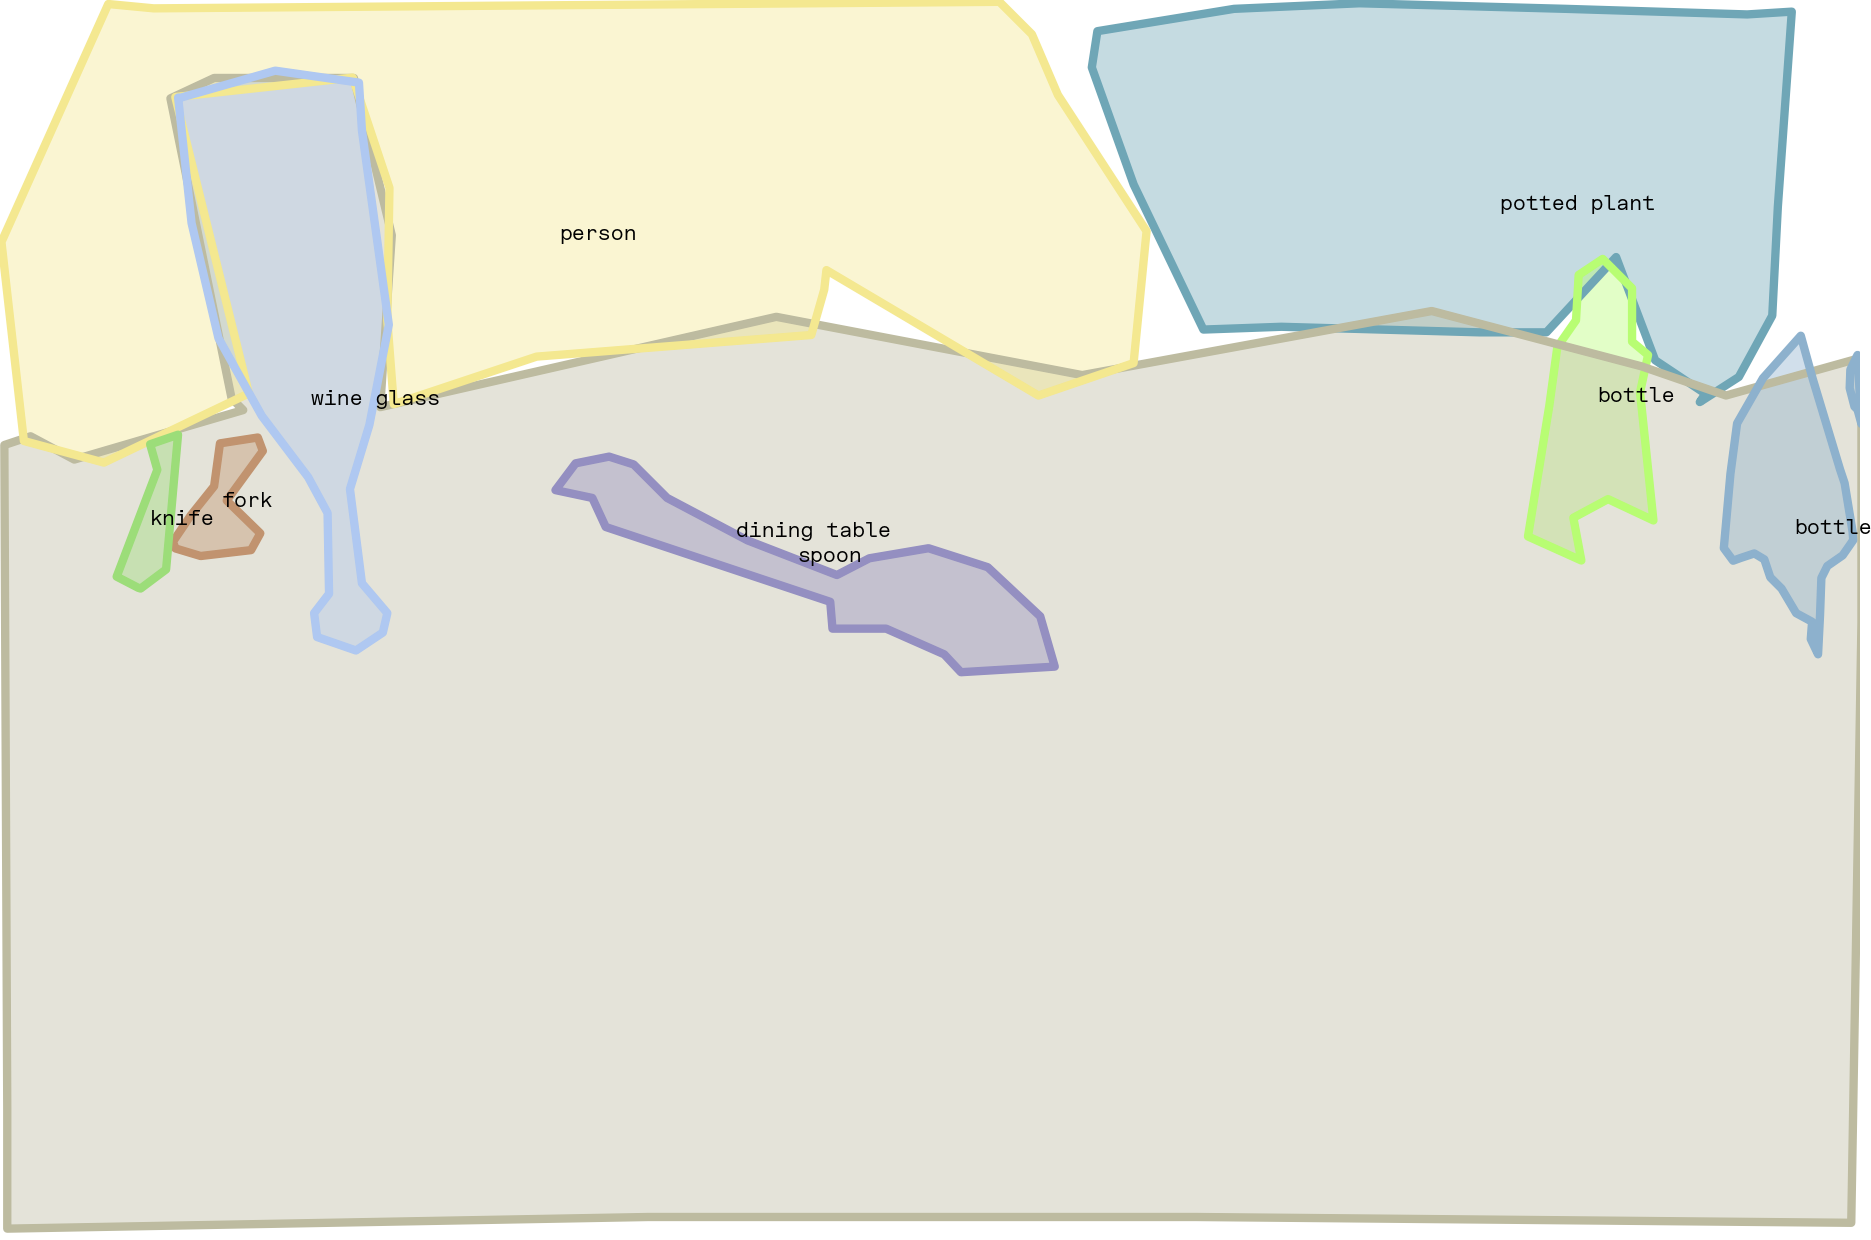 potted plant
person
bottle
wine glass
fork
knife
bottle
dining table
spoon